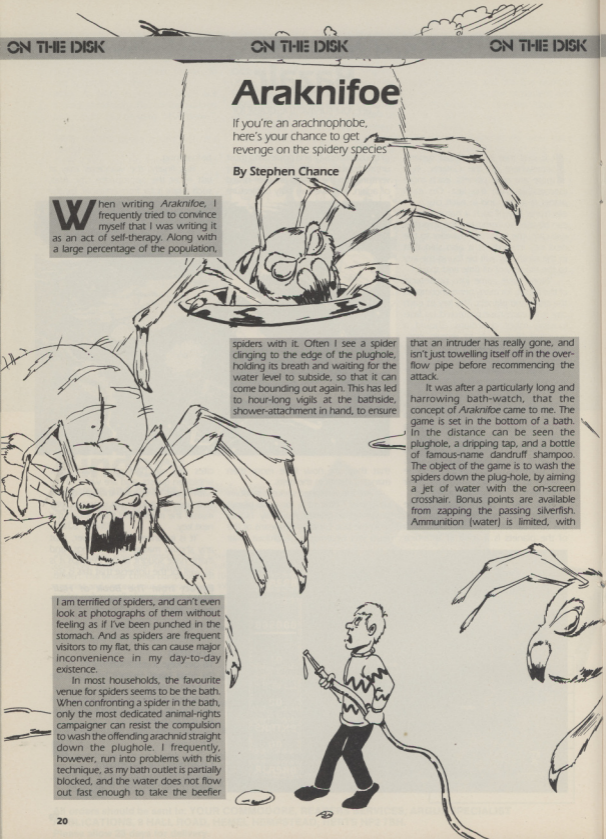 ON THE DISK
ON THE DISK
ON THE DISK
Araknifoe
If you're an arachnophobe,
here's your chance to get
revenge on the spidery species
By Stephen Chance
When writing Araknifoe, I
frequently tried to convince
myself that I was writing it
as an act of self-therapy. Along with
a large percentage of the population,
I am terrified of spiders, and can't even
look at photographs of them without
feeling as if I've been punched in the
stomach. And as spiders are frequent
visitors to my flat, this can cause major
inconvenience in my day-to-day
existence.
In most households, the favourite
venue for spiders seems to be the bath.
When confronting a spider in the bath,
only the most dedicated animal-rights
campaigner can resist the compulsion
to wash the offending arachnid straight
down the plughole. I frequently,
however, run into problems with this
technique, as my bath outlet is partially
blocked, and the water does not flow
out fast enough to take the beefier
spiders with it. Often I see a spider
clinging to the edge of the plughole,
holding its breath and waiting for the
water level to subside, so that it can
come bounding out again. This has led
to hour-long vigils at the bathside,
shower-attachment in hand, to ensure
that an intruder has really gone, and
isn't just towelling itself off in the over-
flow pipe before recommencing the
attack.
It was after a particularly long and
harrowing bath-watch, that the
concept of Araknifoe came to me. The
game is set in the bottom of a bath.
In the distance can be seen the
plughole, a dripping tap, and a bottle
of famous-name dandruff shampoo.
The object of the game is to wash the
spiders down the plug-hole, by aiming
a jet of water with the on-screen
crosshair. Bonus points are available
from zapping the passing silverfish.
Ammunition (water) is limited, with
20